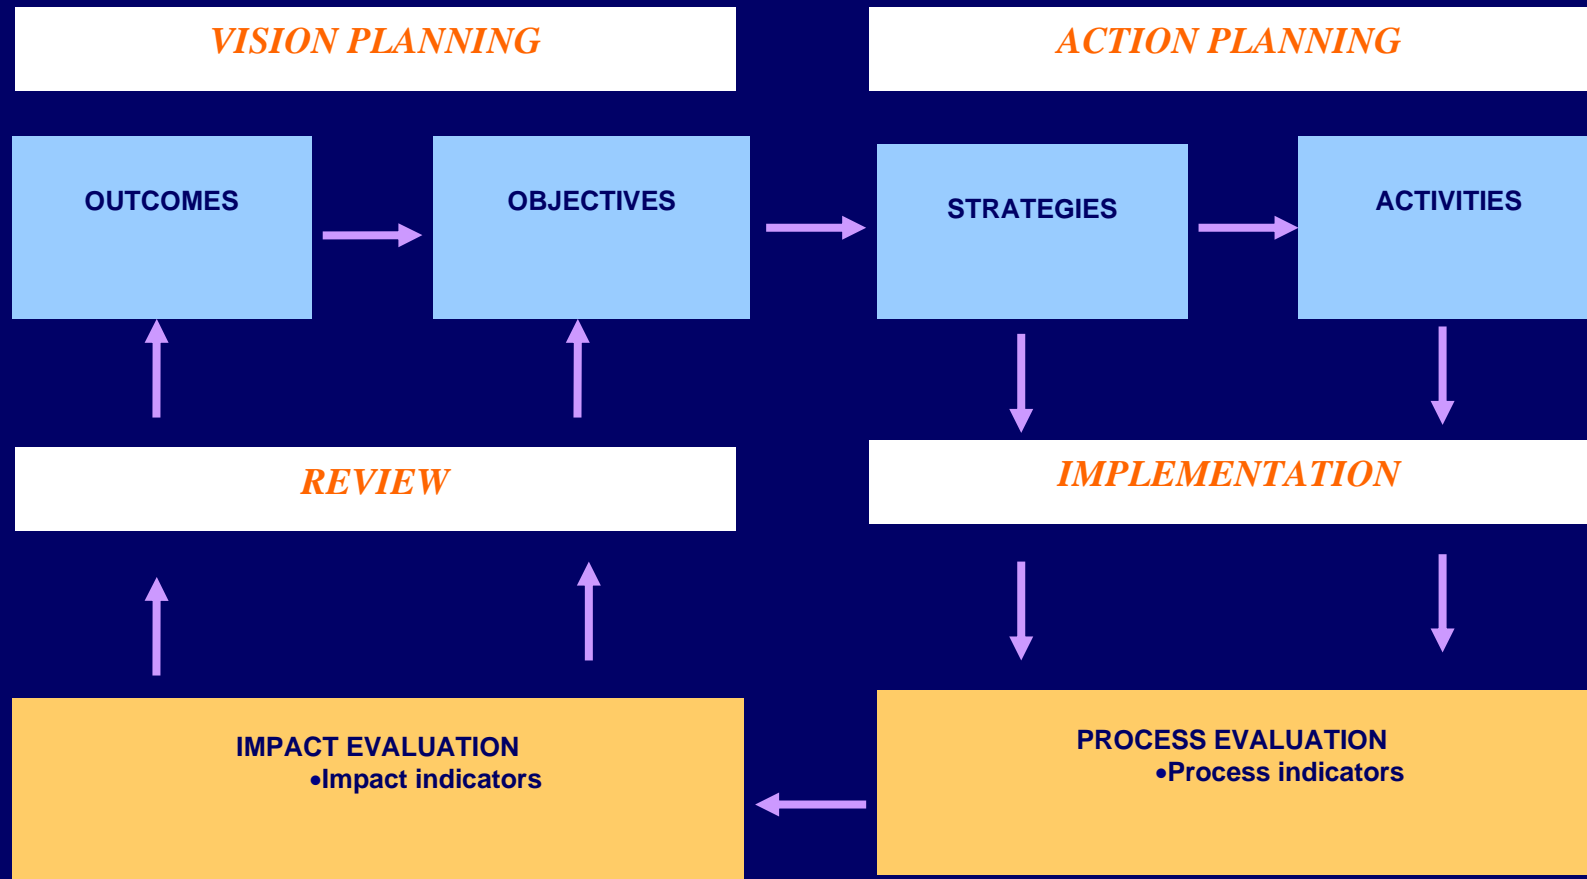 VISION PLANNING
ACTION PLANNING
OUTCOMES
OBJECTIVES
STRATEGIES
ACTIVITIES
REVIEW
IMPLEMENTATION
IMPACT EVALUATION
•Impact indicators
PROCESS EVALUATION
•Process indicators